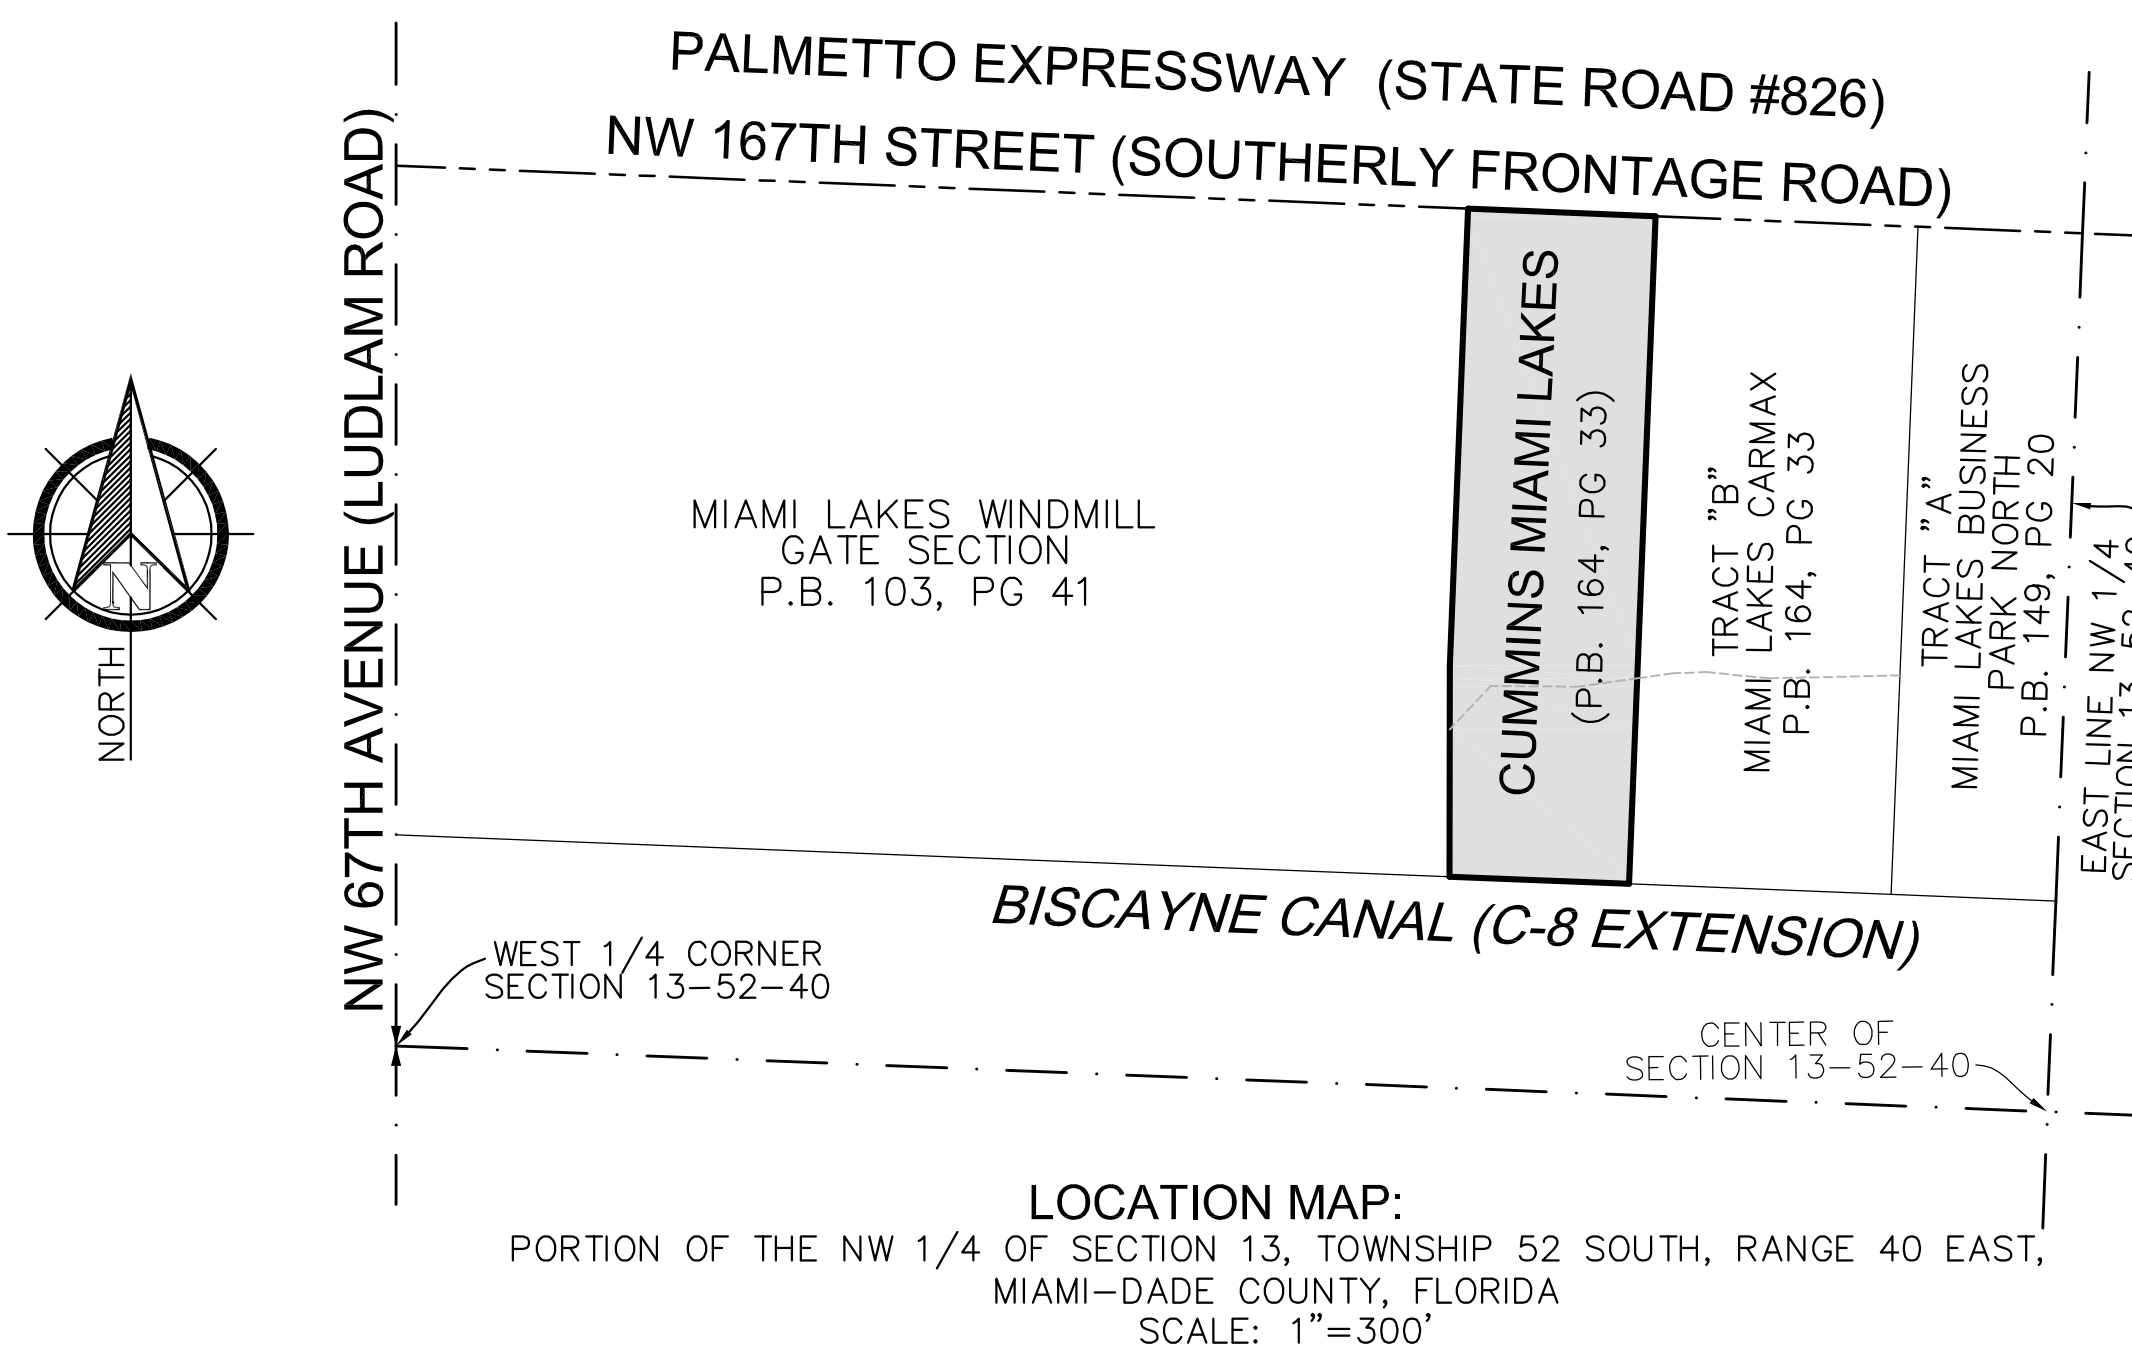 PALMETTO EXPRESSWAY (STATE ROAD #826)
NW 167TH STREET (SOUTHERLY FRONTAGE ROAD)
NW 67TH AVENUE (LUDLAM ROAD)
N
NORTH
MIAMI LAKES WINDMILL
GATE SECTION
P.B. 103, PG 41
CUMMINS MIAMI LAKES
(P.B. 164, PG 33)
TRACT "B"
MIAMI LAKES CARMAX
P.B. 164, PG 33
TRACT "A"
MIAMI LAKES BUSINESS
PARK NORTH
P.B. 149, PG 20
EAST LINE NW 1/4
SECTION 13-52-40
BISCAYNE CANAL (C-8 EXTENSION)
WEST 1/4 CORNER
SECTION 13-52-40
CENTER OF
SECTION 13-52-40
LOCATION MAP:
PORTION OF THE NW 1/4 OF SECTION 13, TOWNSHIP 52 SOUTH, RANGE 40 EAST,
MIAMI-DADE COUNTY, FLORIDA
SCALE: 1"=300'